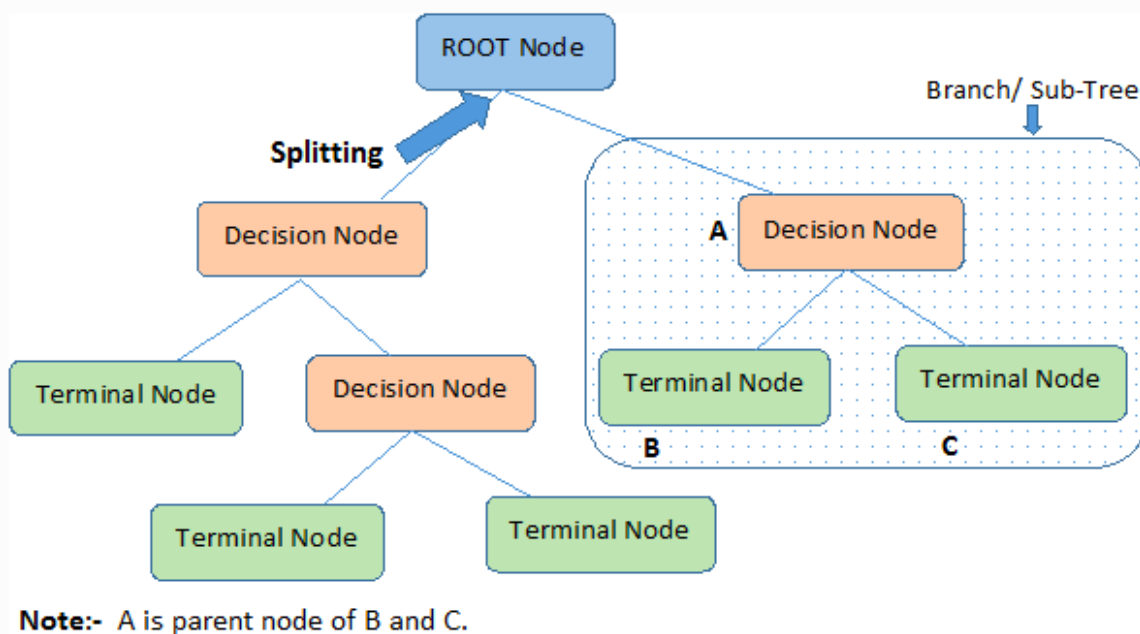 ROOT Node
Branch/ Sub-Tree
Splitting
Decision Node
A
Decision Node
Terminal Node
Decision Node
Terminal Node
Terminal Node
B
C
Terminal Node
Terminal Node
Note:- A is parent node of B and C.